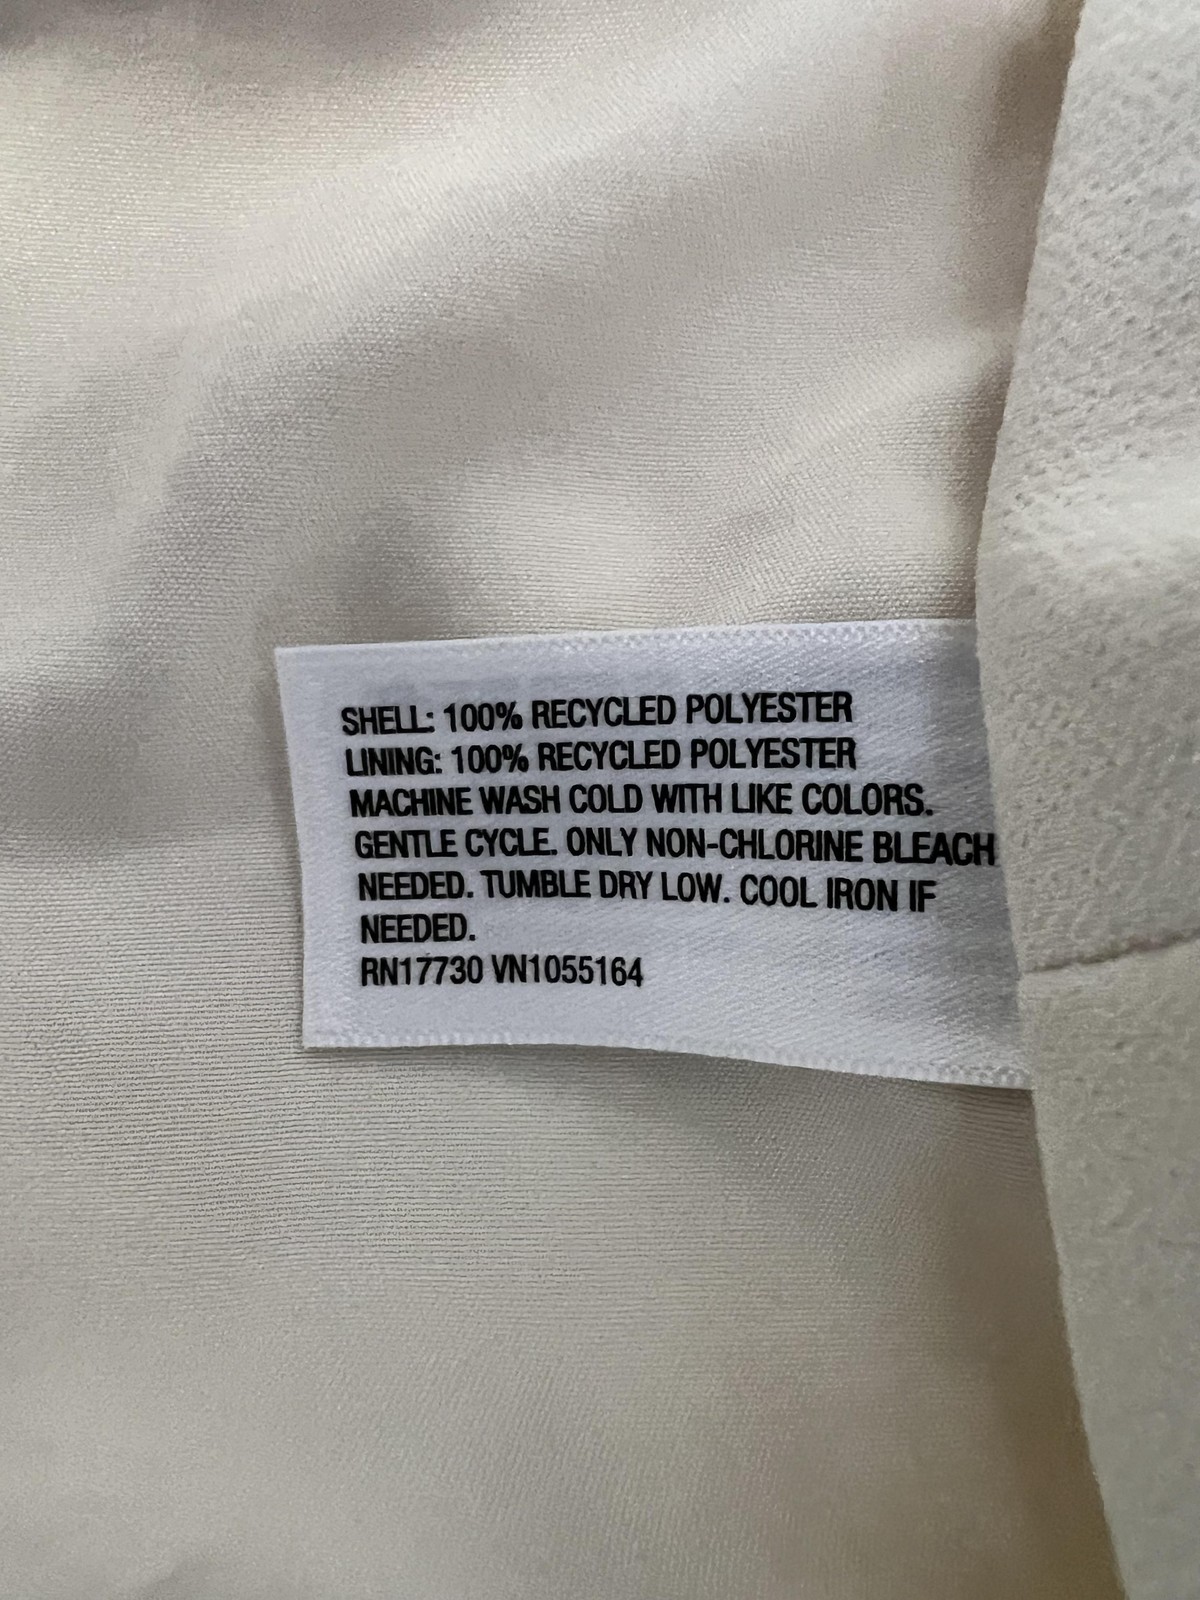 SHELL: 100% RECYCLED POLYESTER
LINING: 100% RECYCLED POLYESTER
MACHINE WASH COLD WITH LIKE COLORS.
GENTLE CYCLE. ONLY NON-CHLORINE BLEACH
NEEDED. TUMBLE DRY LOW. COOL IRON IF
NEEDED.
RN17730 VN1055164